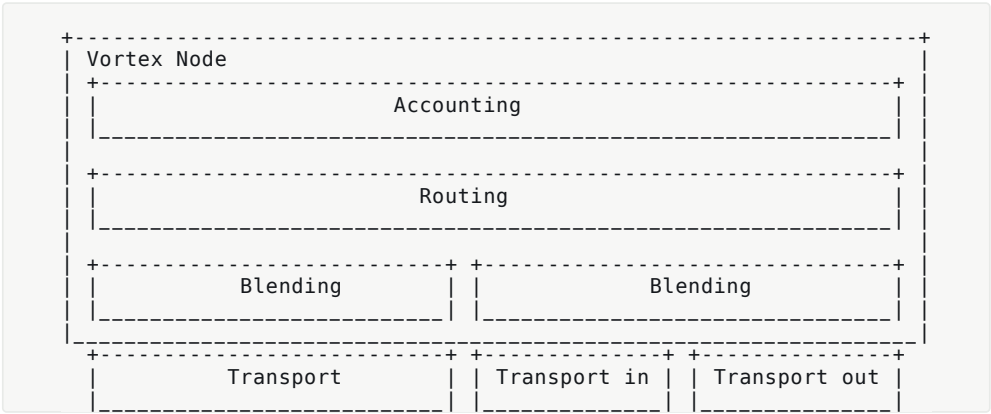 Vortex Node
Accounting
Routing
Blending Blending
Transport Transport in Transport out